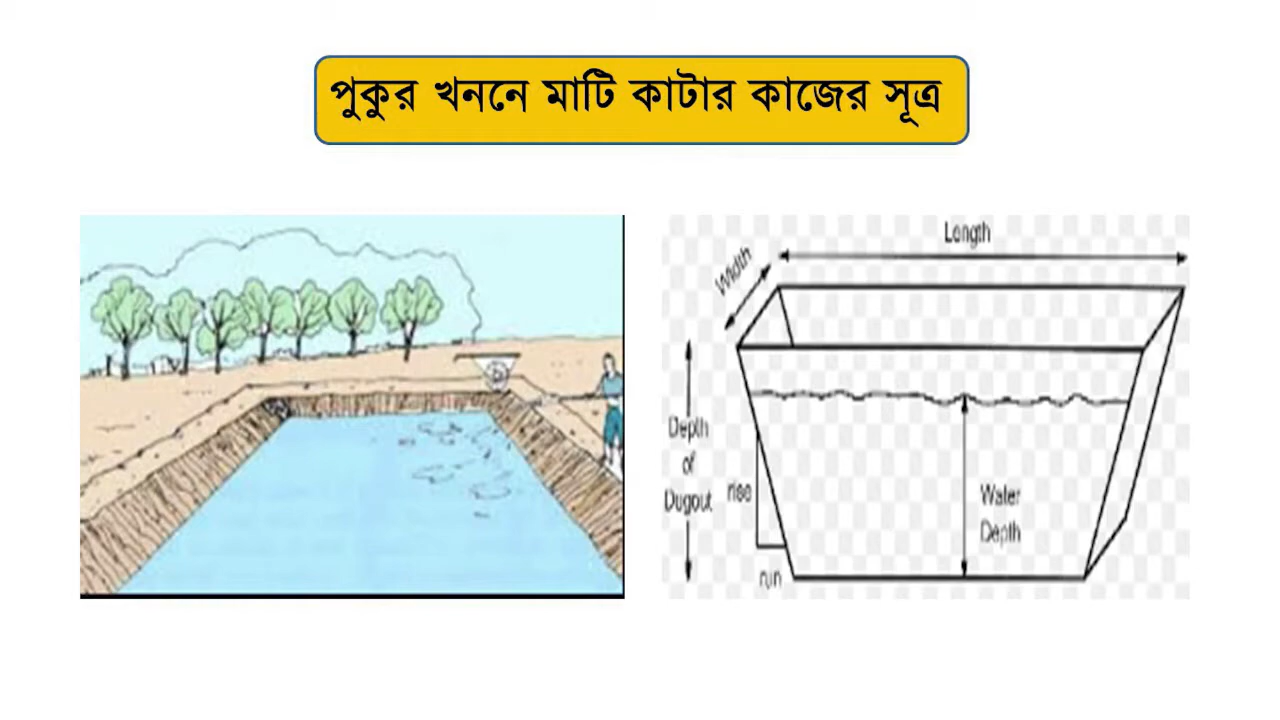 পুকুর খননে মাটি কাটার কাজের সূত্র
Length
Width
Depth
of
Dugout
rise
run
Water
Depth